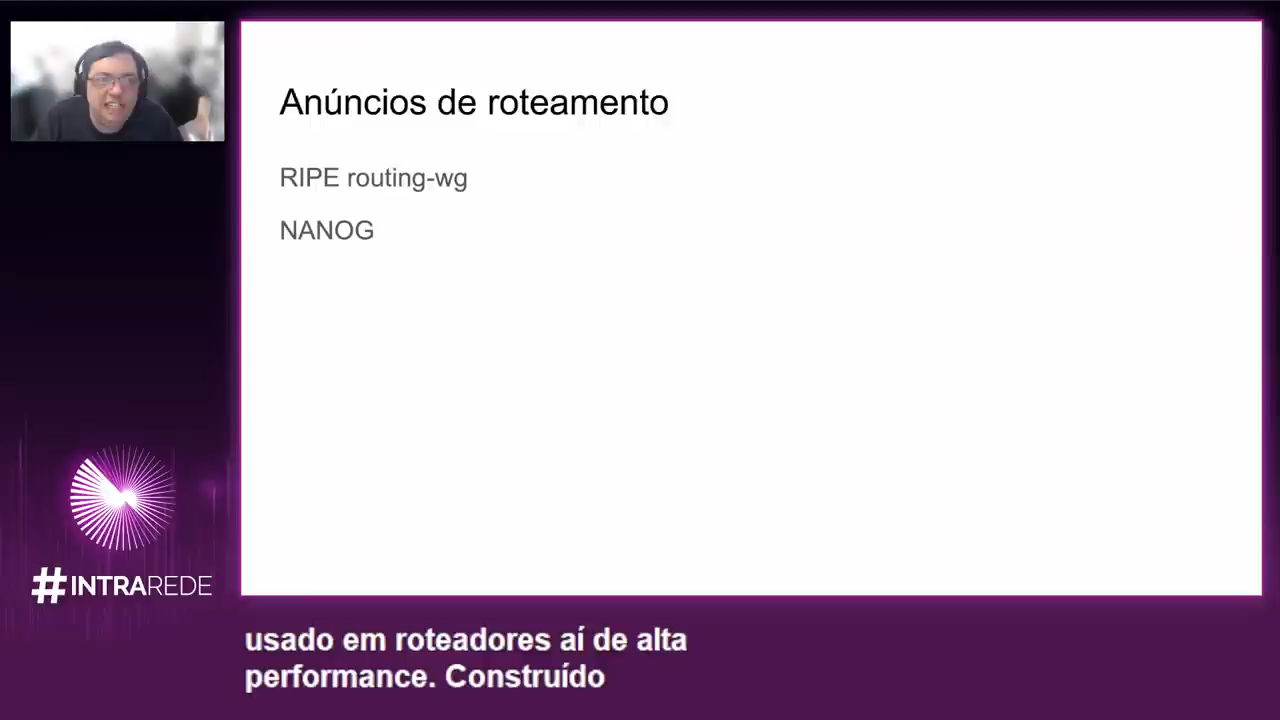 Anúncios de roteamento
RIPE routing-wg
NANOG
#INTRAREDE
usado em roteadores aí de alta
performance. Construído